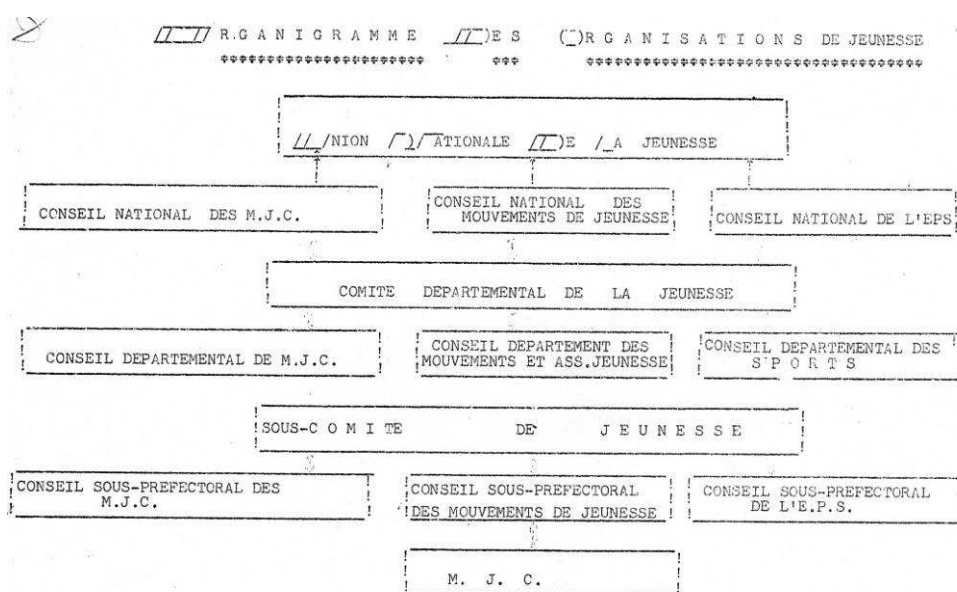 ORGANIGRAMME DES ORGANISATIONS DE JEUNESSE
UNION NATIONALE DE LA JEUNESSE
CONSEIL NATIONAL DES M.J.C.
CONSEIL NATIONAL DES
MOUVEMENTS DE JEUNESSE
CONSEIL NATIONAL DE L'EPS
COMITE DEPARTEMENTAL DE LA JEUNESSE
CONSEIL DEPARTEMENTAL DE M.J.C.
CONSEIL DEPARTEMENT DES
MOUVEMENTS ET ASS.JEUNESSE
CONSEIL DEPARTEMENTAL DES
SPORTS
SOUS-COMITE DE JEUNESSE
CONSEIL SOUS-PREFECTORAL DES
M.J.C.
CONSEIL SOUS-PREFECTORAL
DES MOUVEMENTS DE JEUNESSE
CONSEIL SOUS-PREFECTORAL
DE L'E.P.S.
M. J. C.